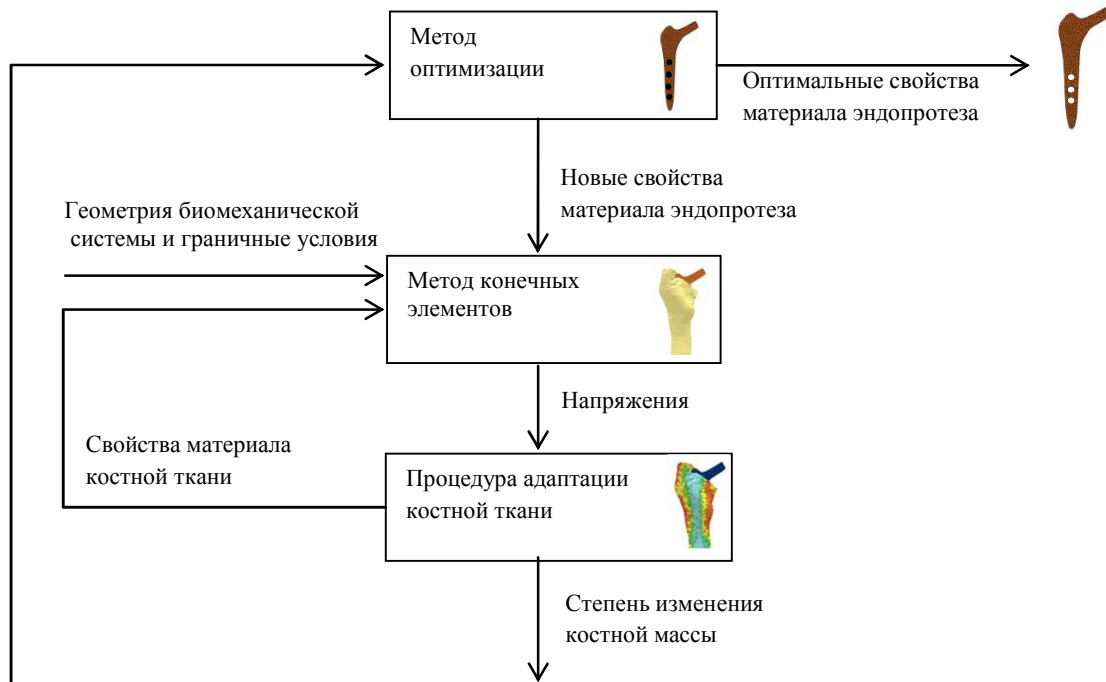 Метод
оптимизации
Оптимальные свойства
материала эндопротеза
Новые свойства
материала эндопротеза
Геометрия биомеханической
системы и граничные условия
Метод конечных
элементов
Напряжения
Свойства материала
костной ткани
Процедура адаптации
костной ткани
Степень изменения
костной массы